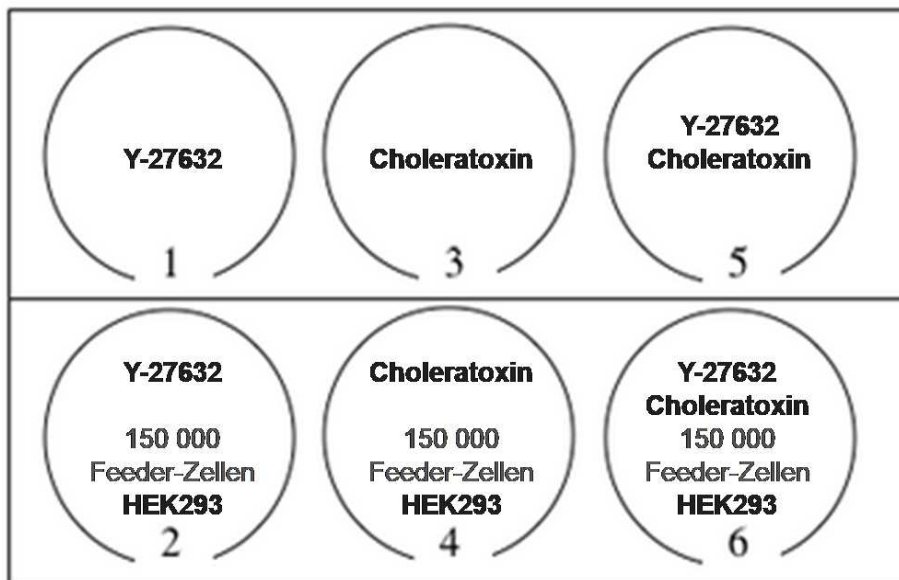 Y-27632
1
Choleratoxin
3
Y-27632
Choleratoxin
5
Y-27632
150 000
Feeder-Zellen
HEK293
2
Choleratoxin
150 000
Feeder-Zellen
HEK293
4
Y-27632
Choleratoxin
150 000
Feeder-Zellen
HEK293
6